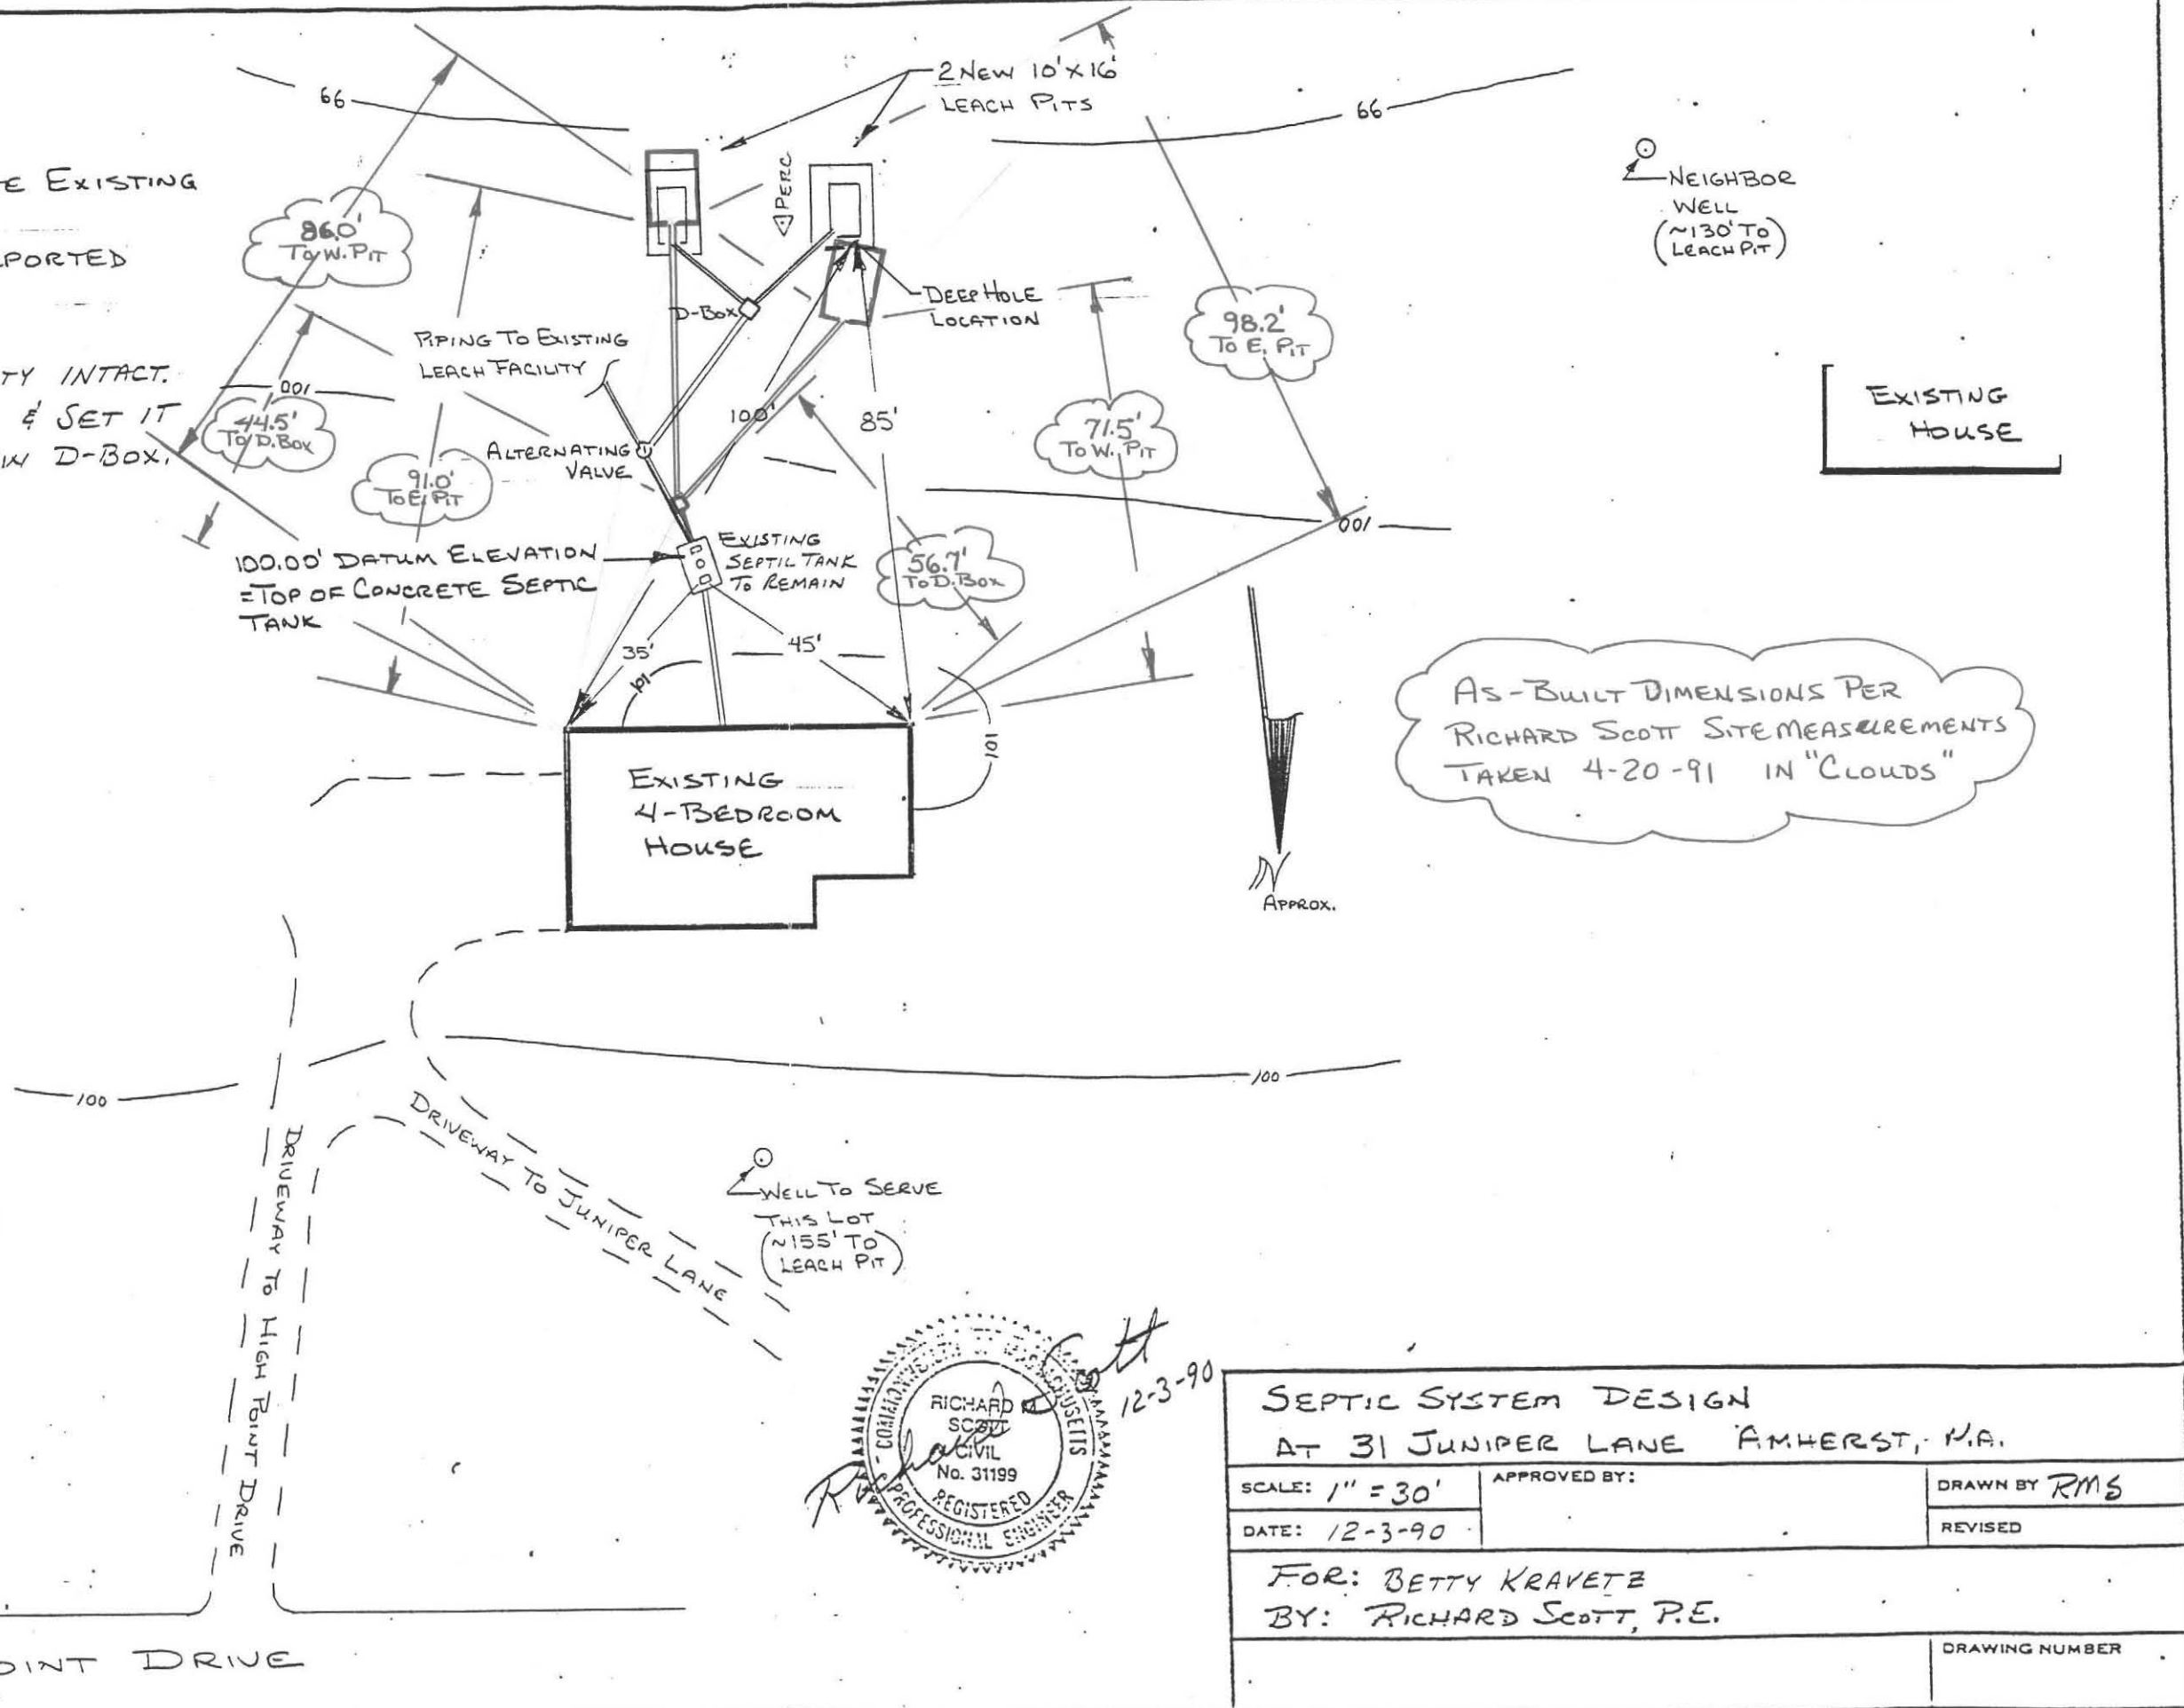 2 NEW 10' X 16'
LEACH PITS
66
66
PERC
E EXISTING
PORTED
TY INTACT.
& SET IT
D-BOX.
86.0'
TO W. PIT
NEIGHBOR
WELL
(~130' TO
LEACH PIT)
D-BOX
DEEP HOLE
LOCATION
98.2'
TO E. PIT
PIPING TO EXISTING
LEACH FACILITY
EXISTING
HOUSE
100
44.5'
TO D. BOX
100'
85'
71.5'
TO W. PIT
ALTERNATING
VALVE
91.0'
TO E. PIT
100
100.00' DATUM ELEVATION
=TOP OF CONCRETE SEPTIC
TANK
EXISTING
SEPTIC TANK
TO REMAIN
56.7'
TO D. BOX
35'
45'
101
101
AS-BUILT DIMENSIONS PER
RICHARD SCOTT SITE MEASUREMENTS
TAKEN 4-20-91 IN "CLOUDS"
EXISTING
4-BEDROOM
HOUSE
N
APPROX.
100
100
DRIVEWAY TO JUNIPER LANE
DRIVEWAY TO HIGH POINT DRIVE
WELL TO SERVE
THIS LOT
(~155' TO
LEACH PIT)
COMMONWEALTH OF MASSACHUSETTS
RICHARD M
SCOTT
CIVIL
No. 31199
REGISTERED
PROFESSIONAL ENGINEER
Richard Scott
12-3-90
SEPTIC SYSTEM DESIGN
AT 31 JUNIPER LANE AMHERST, MA.
SCALE: 1" = 30'
APPROVED BY:
DRAWN BY RMS
DATE: 12-3-90
REVISED
FOR: BETTY KRAVETZ
BY: RICHARD SCOTT, P.E.
DRAWING NUMBER
OINT DRIVE